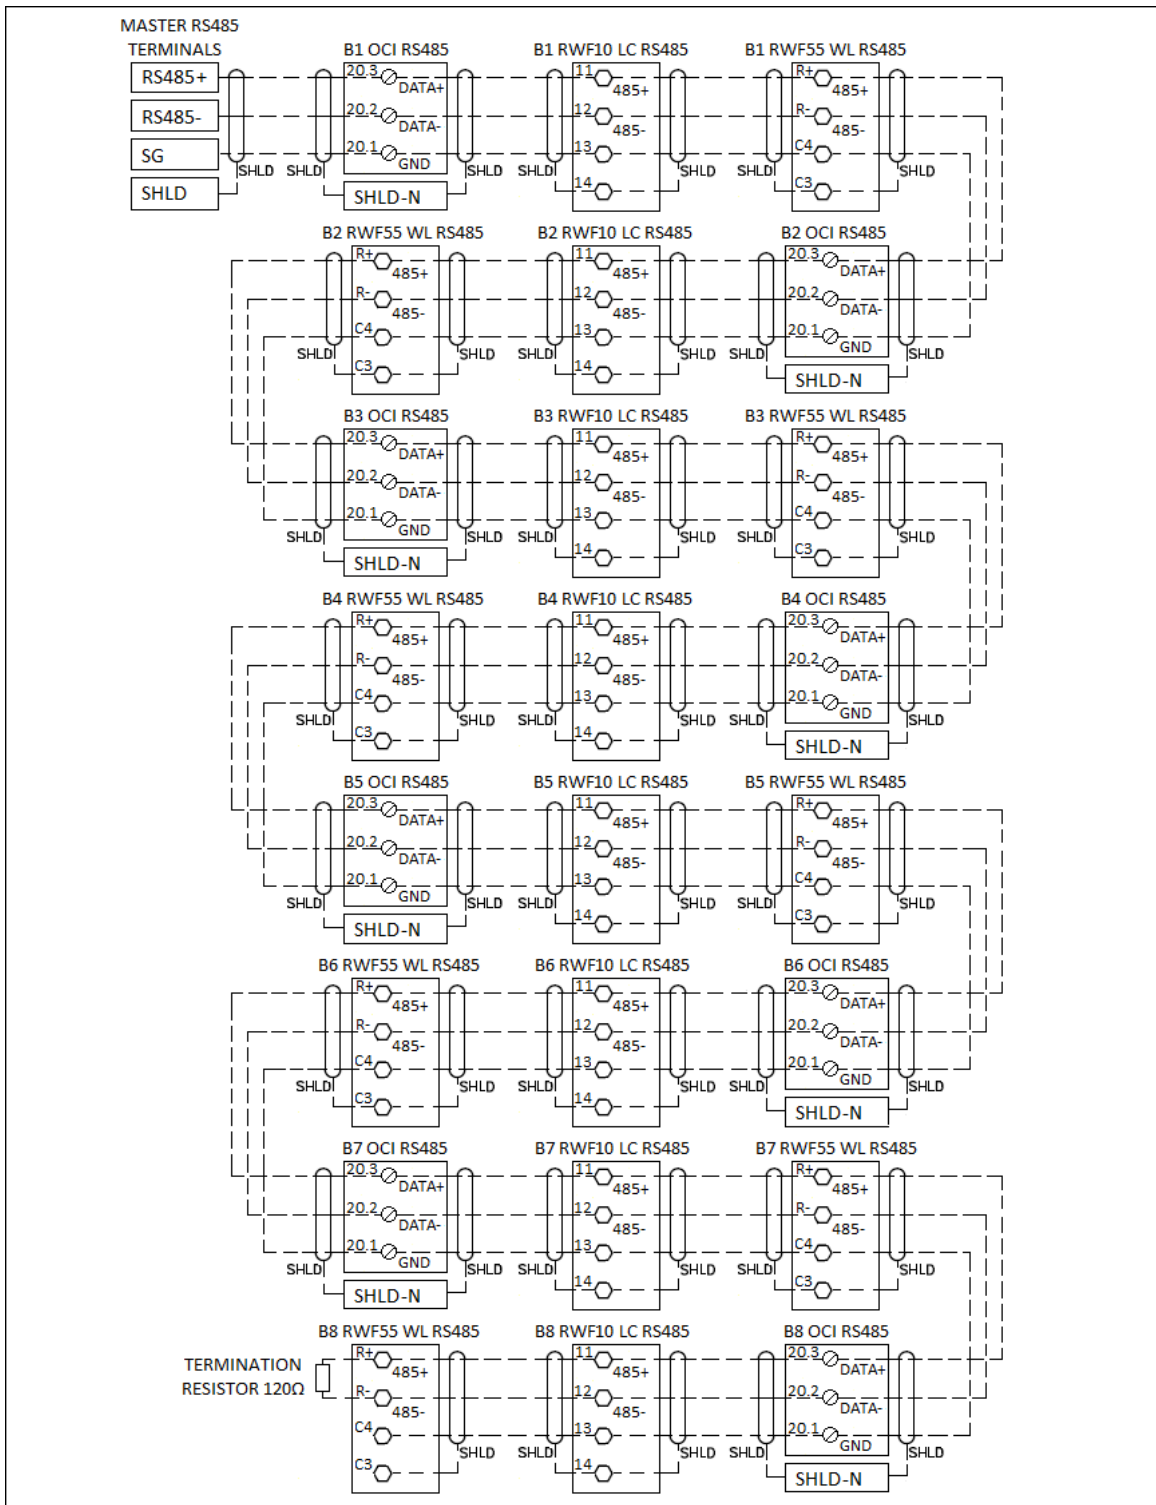 MASTER RS485
TERMINALS
B1 OCI RS485
B1 RWF10 LC RS485
B1 RWF55 WL RS485
RS485+
20.3
DATA+
11
485+
R+
485+
RS485-
20.2
DATA-
12
485-
R-
485-
SG
20.1
GND
13
C4
SHLD
SHLD
SHLD
SHLD
SHLD
SHLD
SHLD
SHLD
SHLD-N
14
C3
B2 RWF55 WL RS485
B2 RWF10 LC RS485
B2 OCI RS485
R+
485+
11
485+
20.3
DATA+
R-
485-
12
485-
20.2
DATA-
C4
13
20.1
GND
SHLD
SHLD
SHLD
SHLD
SHLD
SHLD
C3
14
SHLD-N
B3 OCI RS485
B3 RWF10 LC RS485
B3 RWF55 WL RS485
20.3
DATA+
11
485+
R+
485+
20.2
DATA-
12
485-
R-
485-
20.1
GND
13
C4
SHLD
SHLD
SHLD
SHLD
SHLD
SHLD
SHLD-N
14
C3
B4 RWF55 WL RS485
B4 RWF10 LC RS485
B4 OCI RS485
R+
485+
11
485+
20.3
DATA+
R-
485-
12
485-
20.2
DATA-
C4
13
20.1
GND
SHLD
SHLD
SHLD
SHLD
SHLD
SHLD
C3
14
SHLD-N
B5 OCI RS485
B5 RWF10 LC RS485
B5 RWF55 WL RS485
20.3
DATA+
11
485+
R+
485+
20.2
DATA-
12
485-
R-
485-
20.1
GND
13
C4
SHLD
SHLD
SHLD
SHLD
SHLD
SHLD
SHLD-N
14
C3
B6 RWF55 WL RS485
B6 RWF10 LC RS485
B6 OCI RS485
R+
485+
11
485+
20.3
DATA+
R-
485-
12
485-
20.2
DATA-
C4
13
20.1
GND
SHLD
SHLD
SHLD
SHLD
SHLD
SHLD
C3
14
SHLD-N
B7 OCI RS485
B7 RWF10 LC RS485
B7 RWF55 WL RS485
20.3
DATA+
11
485+
R+
485+
20.2
DATA-
12
485-
R-
485-
20.1
GND
13
C4
SHLD
SHLD
SHLD
SHLD
SHLD
SHLD
SHLD-N
14
C3
B8 RWF55 WL RS485
B8 RWF10 LC RS485
B8 OCI RS485
TERMINATION
RESISTOR 120Ω
R+
485+
11
485+
20.3
DATA+
R-
485-
12
485-
20.2
DATA-
C4
13
20.1
GND
SHLD
SHLD
SHLD
SHLD
SHLD
C3
14
SHLD-N